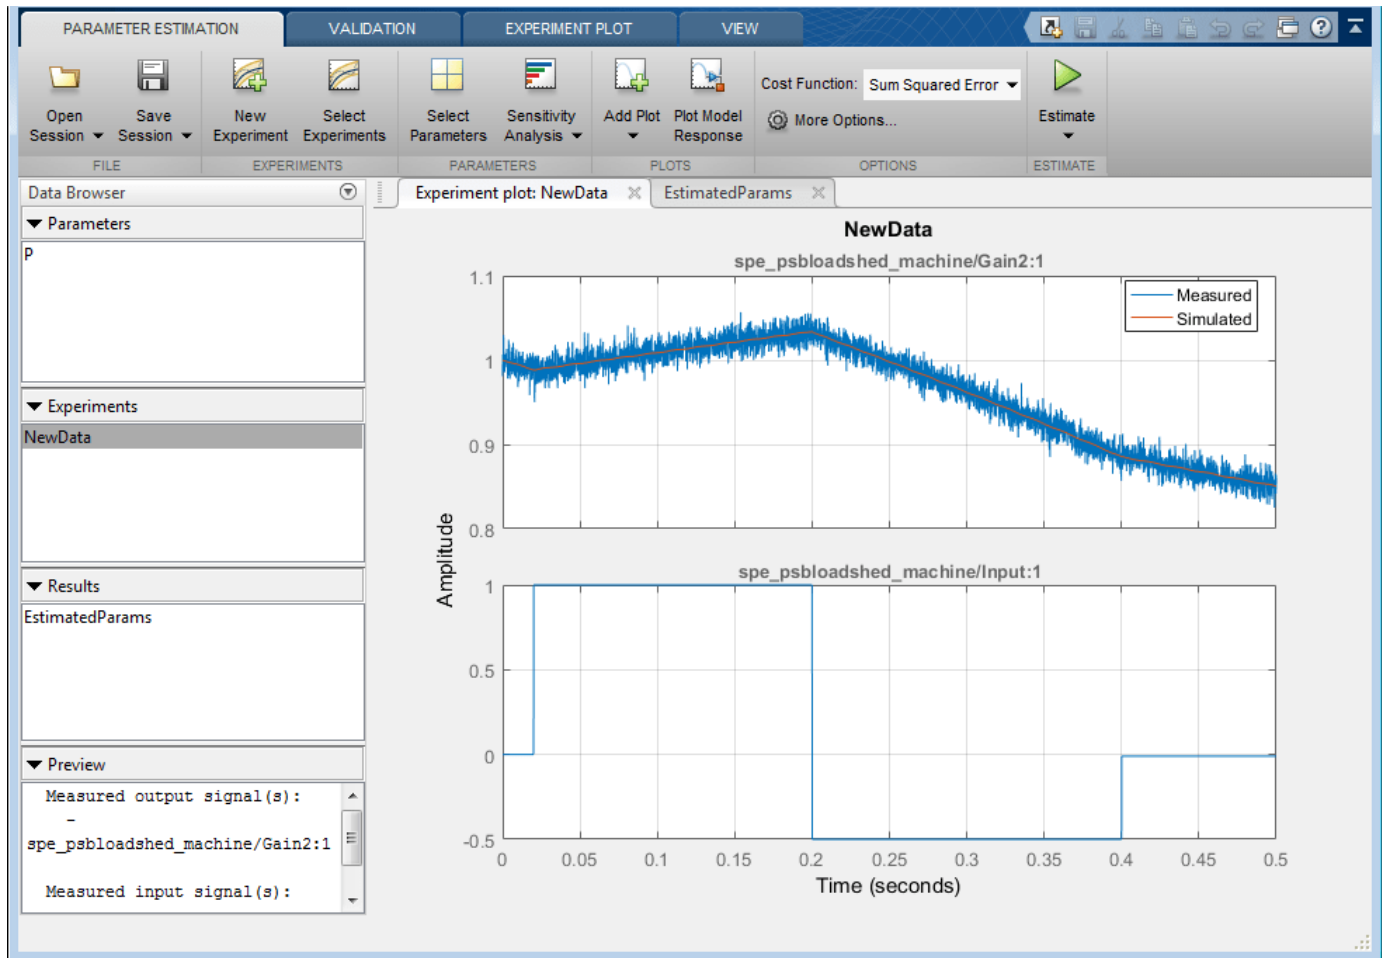 PARAMETER ESTIMATION
VALIDATION
EXPERIMENT PLOT
VIEW
Open Session
Save Session
New Experiment
Select Experiments
Select Parameters
Sensitivity Analysis
Add Plot
Plot Model Response
Cost Function: Sum Squared Error
More Options...
Estimate
FILE
EXPERIMENTS
PARAMETERS
PLOTS
OPTIONS
ESTIMATE
Data Browser
Parameters
P
Experiments
NewData
Results
EstimatedParams
Preview
Measured output signal(s):
-
spe_psbloadshed_machine/Gain2:1
Measured input signal(s):
Experiment plot: NewData
EstimatedParams
NewData
spe_psbloadshed_machine/Gain2:1
1.1
1
0.9
0.8
Measured
Simulated
Amplitude
spe_psbloadshed_machine/Input:1
1
0.5
0
-0.5
0 0.05 0.1 0.15 0.2 0.25 0.3 0.35 0.4 0.45 0.5
Time (seconds)